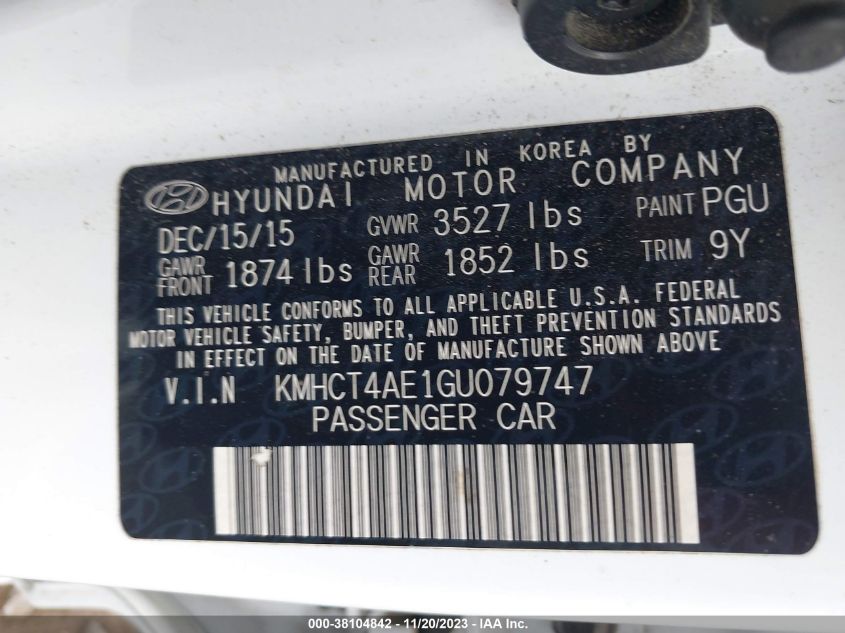 MANUFACTURED IN KOREA BY
HYUNDAI MOTOR COMPANY
DEC/15/15 GVWR 3527 lbs PAINT PGU
GAWR FRONT 1874 lbs GAWR REAR 1852 lbs TRIM 9Y
THIS VEHICLE CONFORMS TO ALL APPLICABLE U.S.A. FEDERAL
MOTOR VEHICLE SAFETY, BUMPER, AND THEFT PREVENTION STANDARDS
IN EFFECT ON THE DATE OF MANUFACTURE SHOWN ABOVE
V.I.N KMHCT4AE1GU079747
PASSENGER CAR
000-38104842 - 11/20/2023 - IAA Inc.